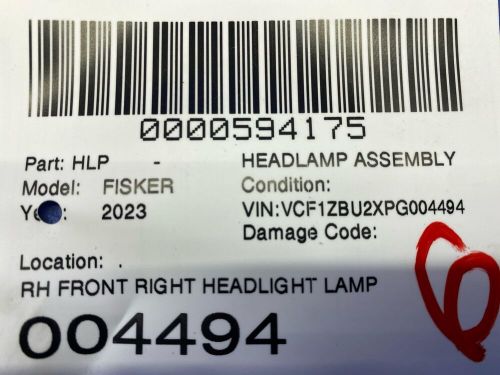 0000594175
Part: HLP - HEADLAMP ASSEMBLY
Model: FISKER Condition:
2023 VIN:VCF1ZBU2XPG004494
Damage Code:
Location: .
RH FRONT RIGHT HEADLIGHT LAMP
004494
6